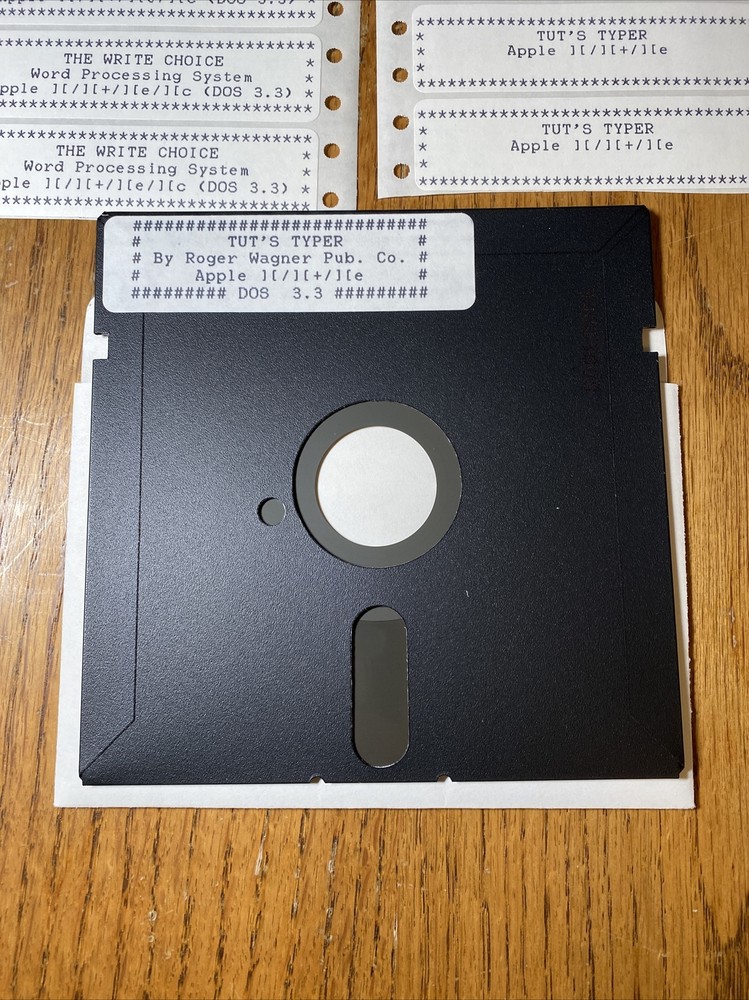 *****************************
THE WRITE CHOICE *
Word Processing System *
pple ][/][+/][e/][c (DOS 3.3) *
*****************************
*****************************
THE WRITE CHOICE *
Word Processing System *
ple ][/][+/][e/][c (DOS 3.3) *
*****************************
*****************************
* TUT'S TYPER
* Apple ][/][+/][e
*
*****************************
*****************************
* TUT'S TYPER
* Apple ][/][+/][e
*
*****************************
############################
# TUT'S TYPER #
# By Roger Wagner Pub. Co. #
# Apple ][/][+/][e #
######### DOS 3.3 #########